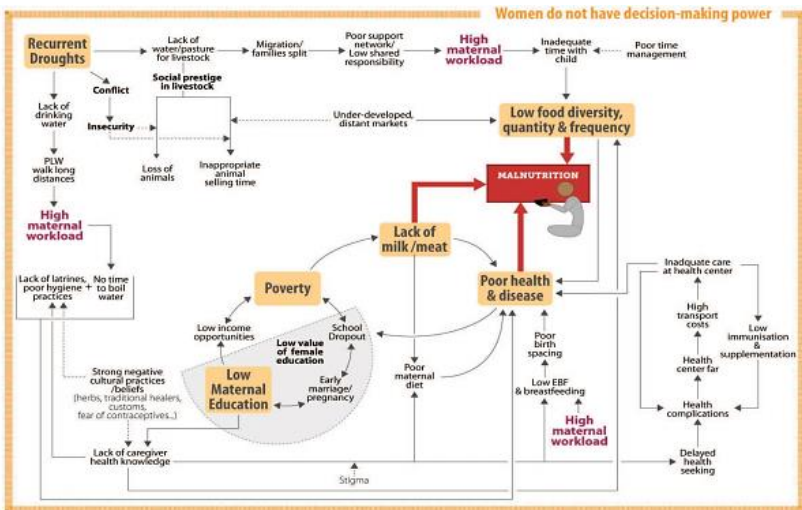 Women do not have decision-making power
Recurrent
Droughts
Lack of
water/pasture
for livestock
Migration/
families split
Poor support
network/
Low shared
responsibility
High
maternal
workload
Inadequate
time with
child
Poor time
management
Social prestige
in livestock
Conflict
Insecurity
Lack of
drinking
water
Under-developed,
distant markets
Low food diversity,
quantity & frequency
PLW
walk long
distances
Loss of
animals
Inappropriate
animal
selling time
MALNUTRITION
High
maternal
workload
Lack of
milk/meat
Lack of latrines,
poor hygiene +
practices
No time
to boil
water
Poverty
Poor health
& disease
Inadquate care
at health center
High
transport
costs
Low income
opportunities
School
Dropout
Low value
of female
education
Poor
birth
spacing
Low
immunisation
&
supplementation
Strong negative
cultural practices
/beliefs
(herbs, traditional healers,
customs,
fear of contraceptives...)
Low
Maternal
Education
Early
marriage/
pregnancy
Poor
maternal
diet
Low EBF
& breastfeeding
Health
center far
High
maternal
workload
Health
complications
Lack of caregiver
health knowledge
Stigma
Delayed
health
seeking